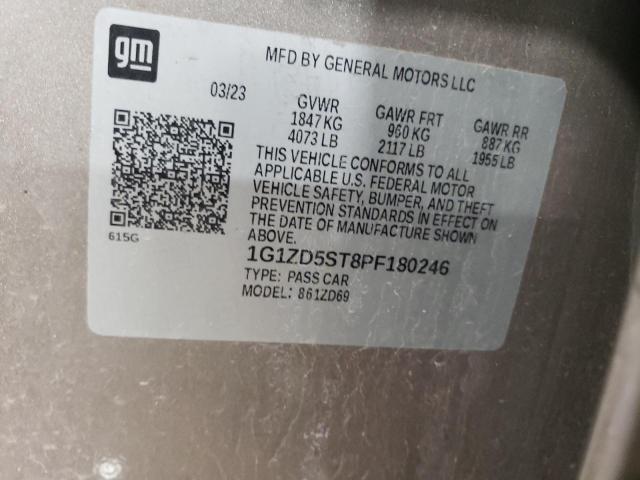 gm
MFD BY GENERAL MOTORS LLC
03/23
GVWR
1847 KG
4073 LB
GAWR FRT
960 KG
2117 LB
GAWR RR
887 KG
1955 LB
THIS VEHICLE CONFORMS TO ALL
APPLICABLE U.S. FEDERAL MOTOR
VEHICLE SAFETY, BUMPER, AND THEFT
PREVENTION STANDARDS IN EFFECT ON
THE DATE OF MANUFACTURE SHOWN
ABOVE.
615G
1G1ZD5ST8PF180246
TYPE: PASS CAR
MODEL: 861ZD69